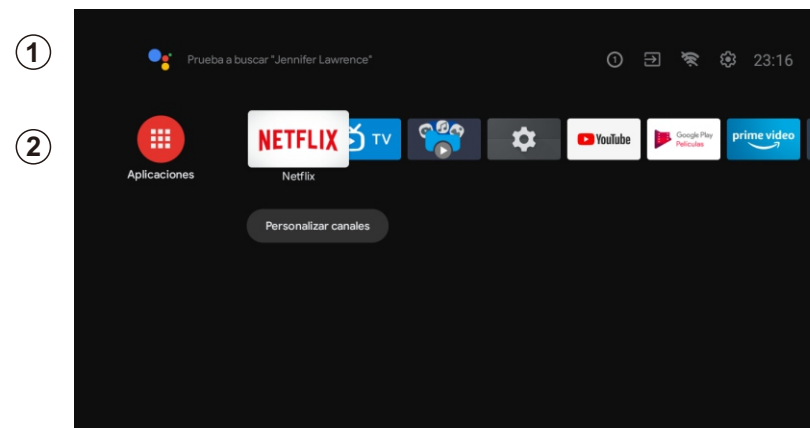 1
Prueba a buscar "Jennifer Lawrence"
1
23:16
2
NETFLIX
TV
YouTube
Google Play
Películas
prime video
Aplicaciones
Netflix
Personalizar canales